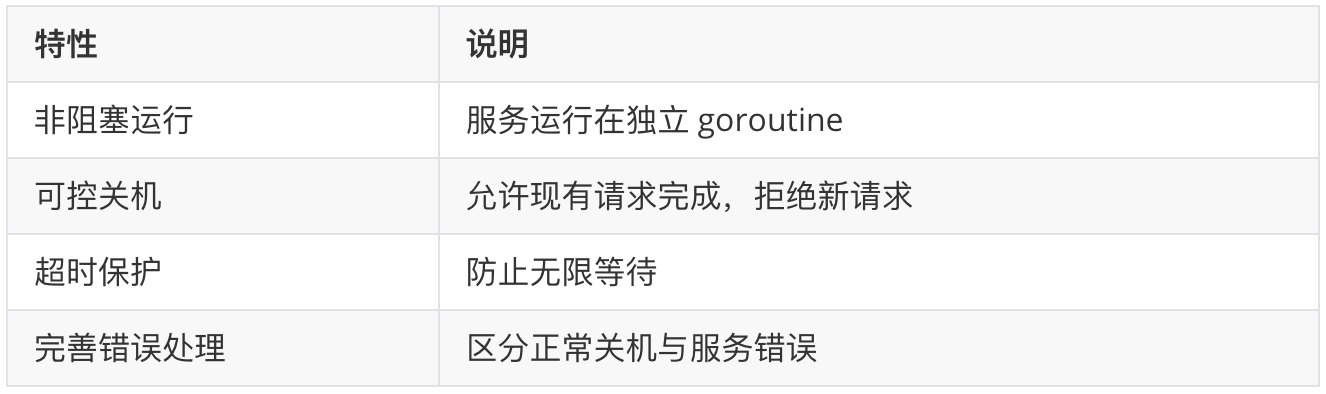 特性 说明
非阻塞运行 服务运行在独立 goroutine
可控关机 允许现有请求完成，拒绝新请求
超时保护 防止无限等待
完善错误处理 区分正常关机与服务错误